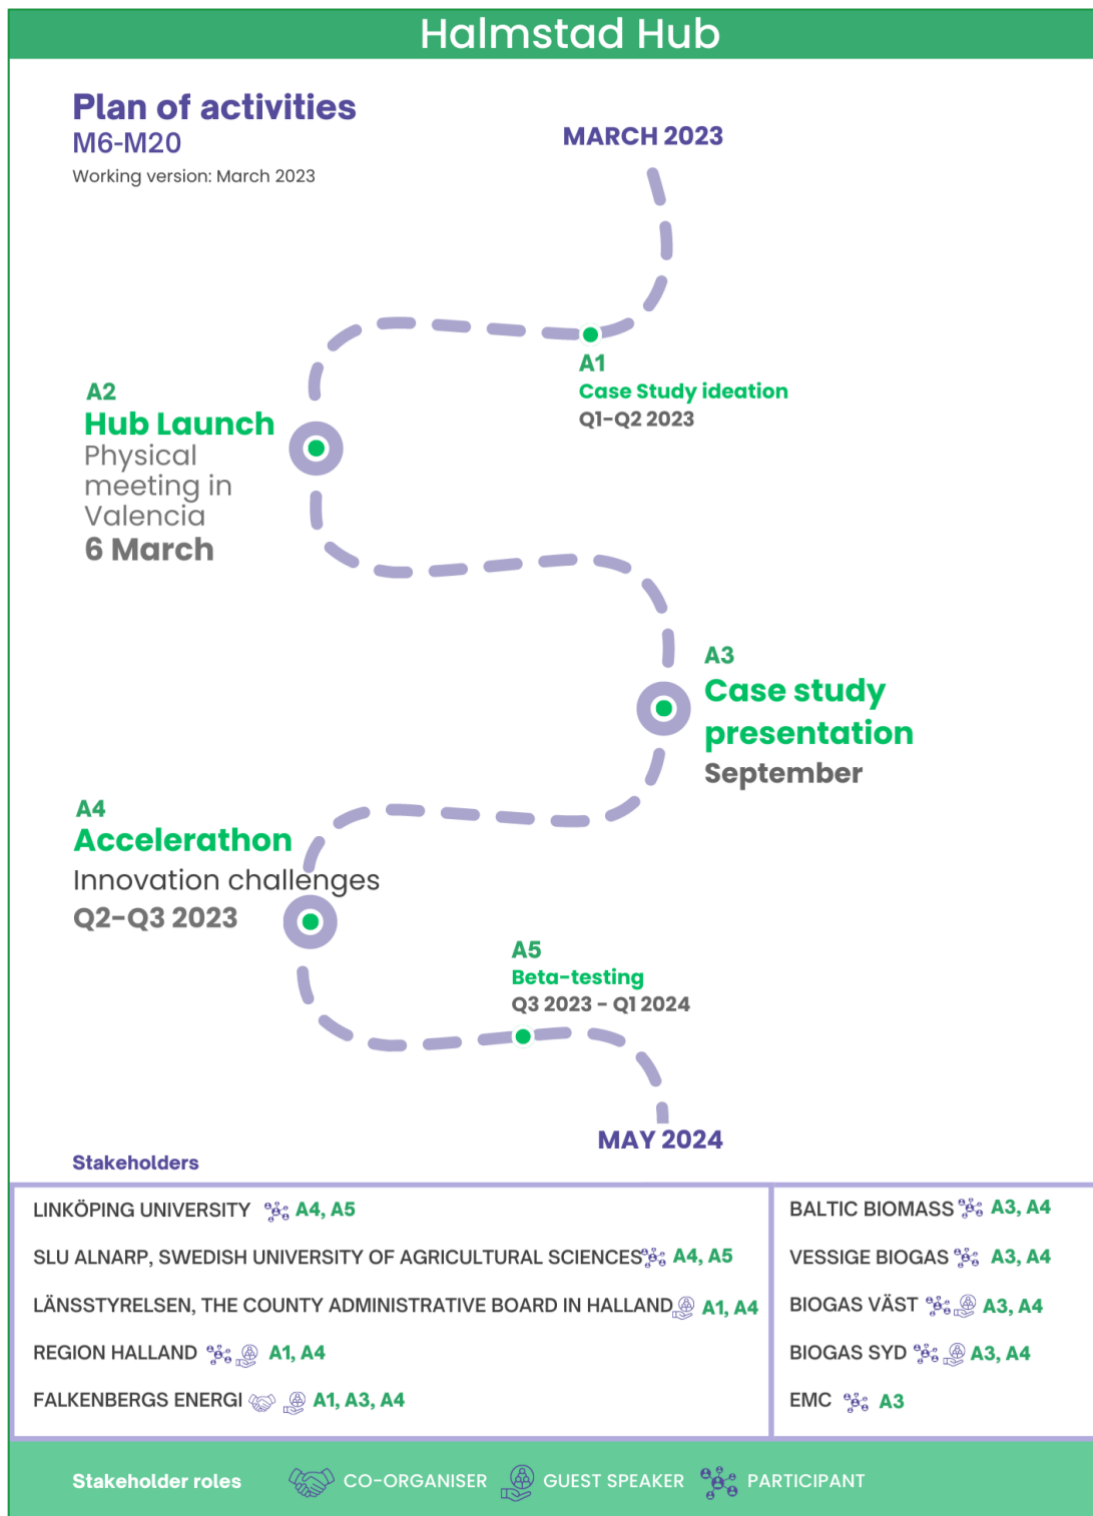 Halmstad Hub
Plan of activities
M6-M20
Working version: March 2023
MARCH 2023
A1
Case Study ideation
Q1-Q2 2023
A2
Hub Launch
Physical
meeting in
Valencia
6 March
A3
Case study
presentation
September
A4
Accelerathon
Innovation challenges
Q2-Q3 2023
A5
Beta-testing
Q3 2023 - Q1 2024
MAY 2024
Stakeholders
LINKÖPING UNIVERSITY A4, A5
SLU ALNARP, SWEDISH UNIVERSITY OF AGRICULTURAL SCIENCES A4, A5
LÄNSSTYRELSEN, THE COUNTY ADMINISTRATIVE BOARD IN HALLAND A1, A4
REGION HALLAND A1, A4
FALKENBERGS ENERGI A1, A3, A4
BALTIC BIOMASS A3, A4
VESSIGE BIOGAS A3, A4
BIOGAS VÄST A3, A4
BIOGAS SYD A3, A4
EMC A3
Stakeholder roles CO-ORGANISER GUEST SPEAKER PARTICIPANT